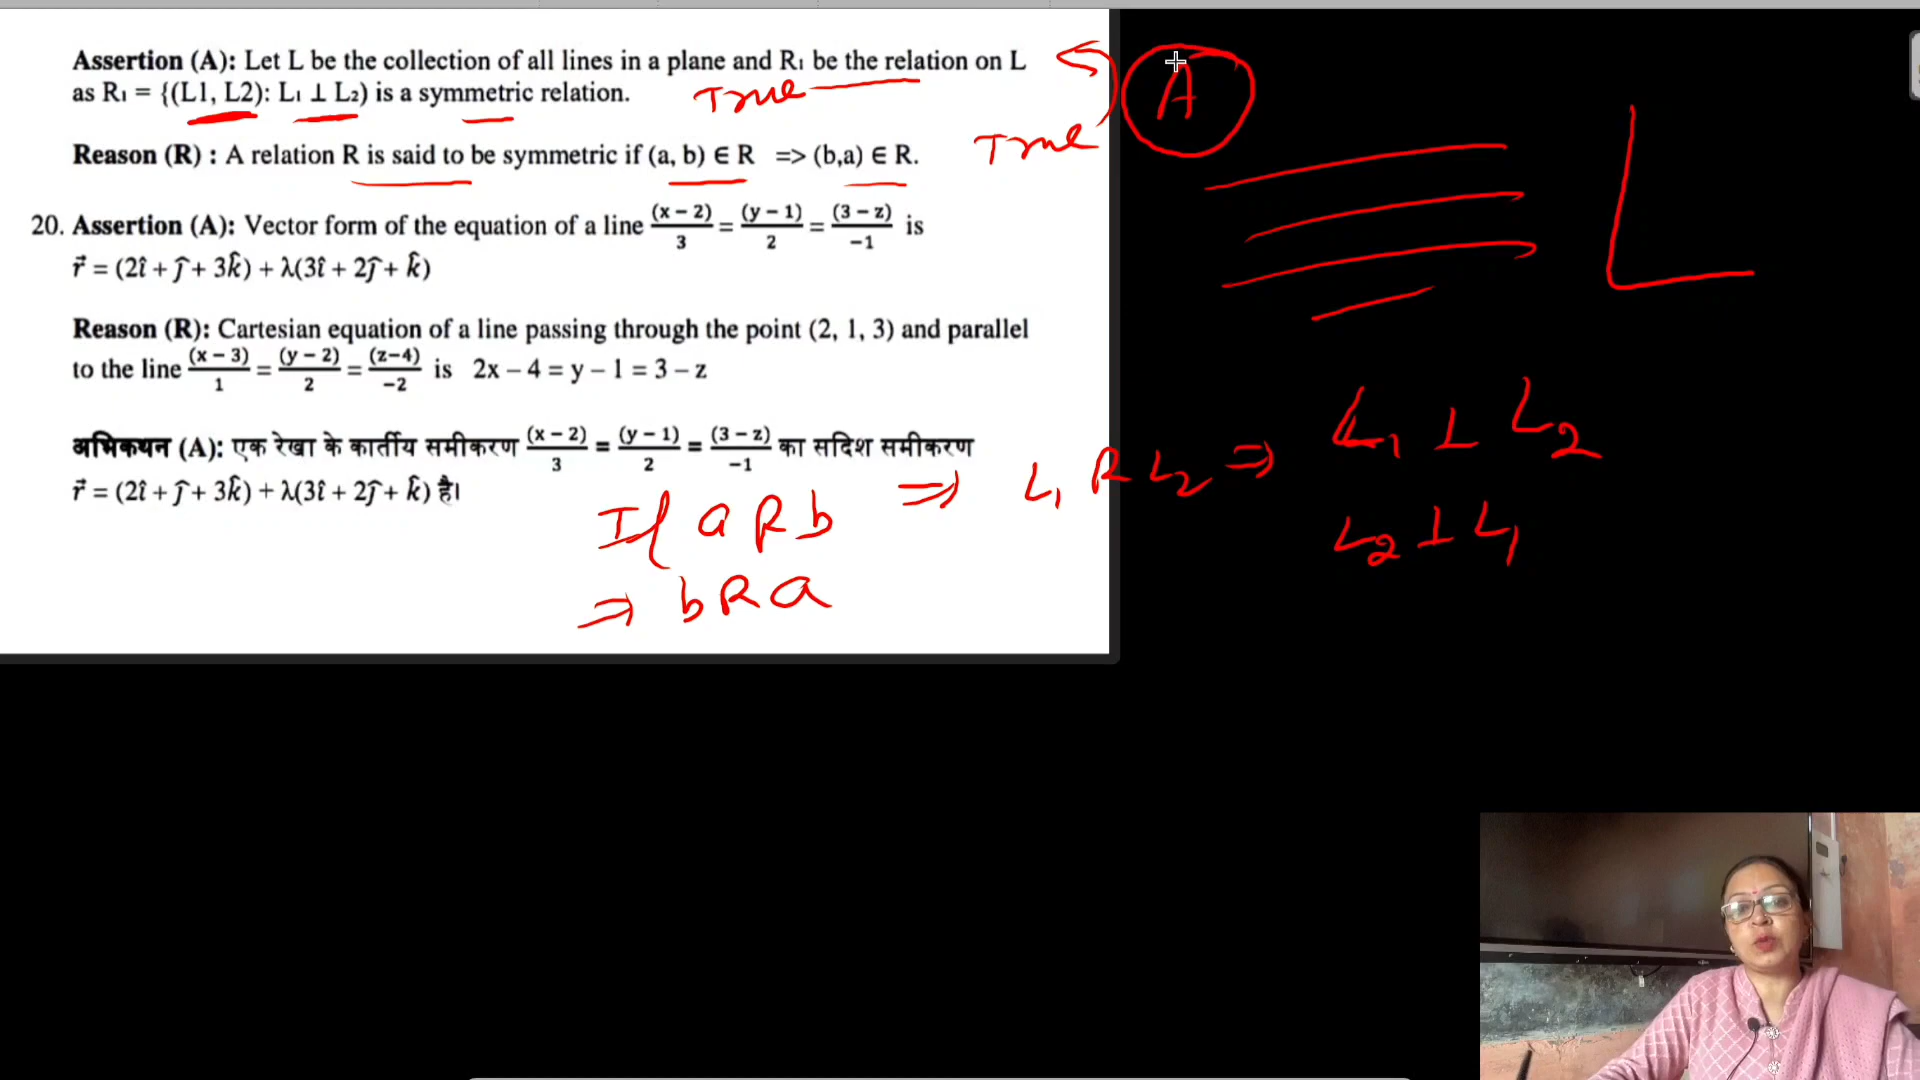 Assertion (A): Let L be the collection of all lines in a plane and R₁ be the relation on L
as R₁ = {(L1, L2): L₁ ⊥ L₂) is a symmetric relation.
True
Reason (R) : A relation R is said to be symmetric if (a, b) ∈ R => (b,a) ∈ R.
True
A
20. Assertion (A): Vector form of the equation of a line (x – 2)/3 = (y – 1)/2 = (3 – z)/–1 is
r⃗ = (2î + ĵ + 3k̂) + λ(3î + 2ĵ + k̂)
Reason (R): Cartesian equation of a line passing through the point (2, 1, 3) and parallel
to the line (x – 3)/1 = (y – 2)/2 = (z–4)/–2 is 2x – 4 = y – 1 = 3 – z
अभिकथन (A): एक रेखा के कार्तीय समीकरण (x – 2)/3 = (y – 1)/2 = (3 – z)/–1 का सदिश समीकरण
r⃗ = (2î + ĵ + 3k̂) + λ(3î + 2ĵ + k̂) है।
If a R b ⇒ L₁ R L₂ ⇒ L₁ ⊥ L₂
⇒ b R a
L₂ ⊥ L₁